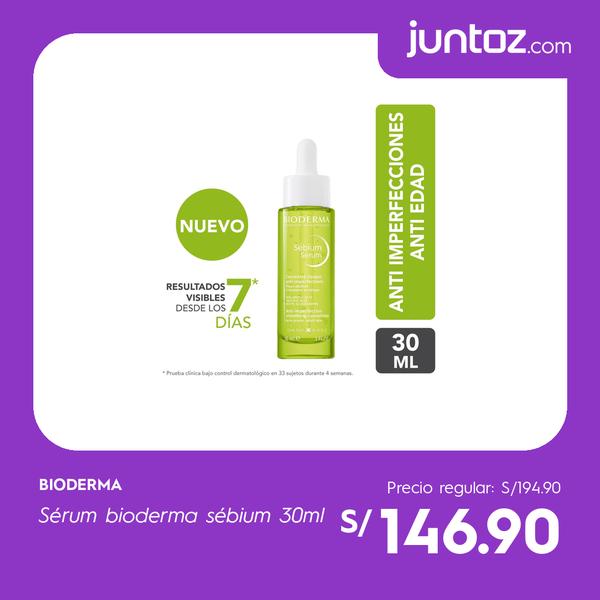 juntoz.com
ANTI IMPERFECCIONES
ANTI EDAD
NUEVO
RESULTADOS
VISIBLES
DESDE LOS
7*
DÍAS
BIODERMA
Sébium
Sérum
30
ML
* Prueba clínica bajo control dermatológico en 33 sujetos durante 4 semanas.
BIODERMA
Sérum bioderma sébium 30ml
Precio regular: S/194.90
S/146.90